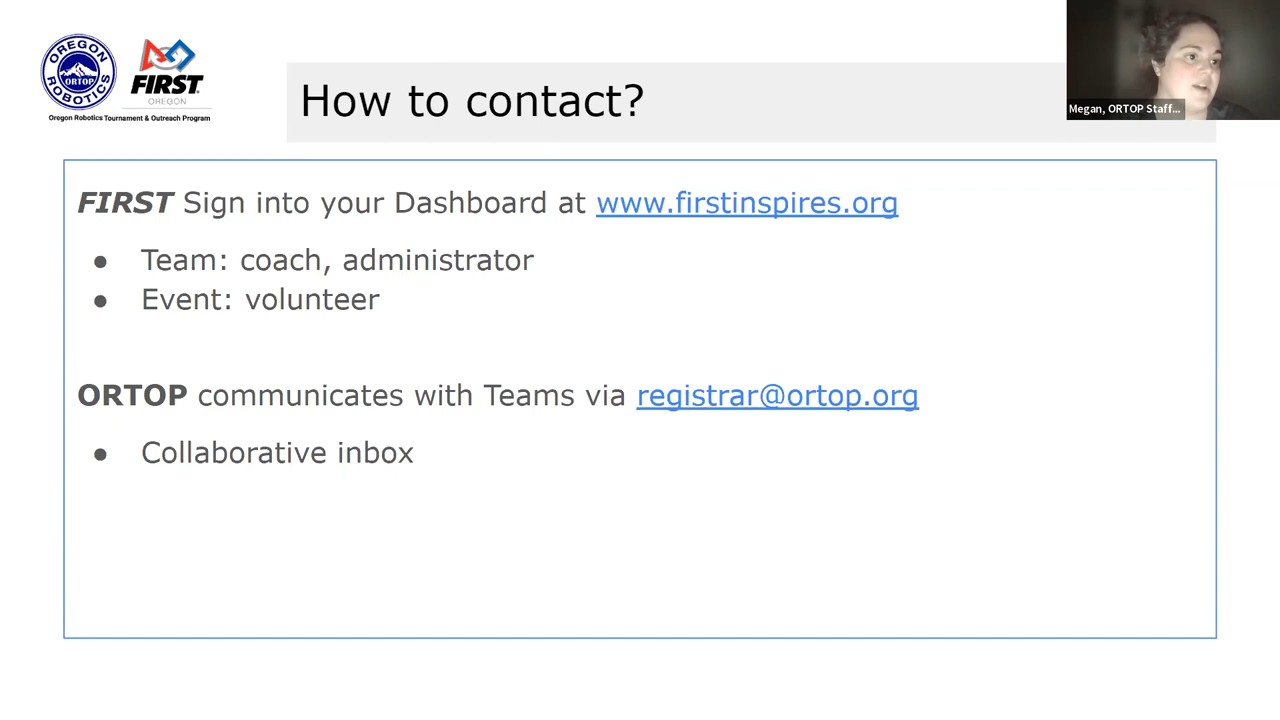 OREGON
ROBOTICS
ORTOP
FIRST
OREGON
Oregon Robotics Tournament & Outreach Program
How to contact?
Megan, ORTOP Staff...
FIRST Sign into your Dashboard at www.firstinspires.org
● Team: coach, administrator
● Event: volunteer
ORTOP communicates with Teams via registrar@ortop.org
● Collaborative inbox